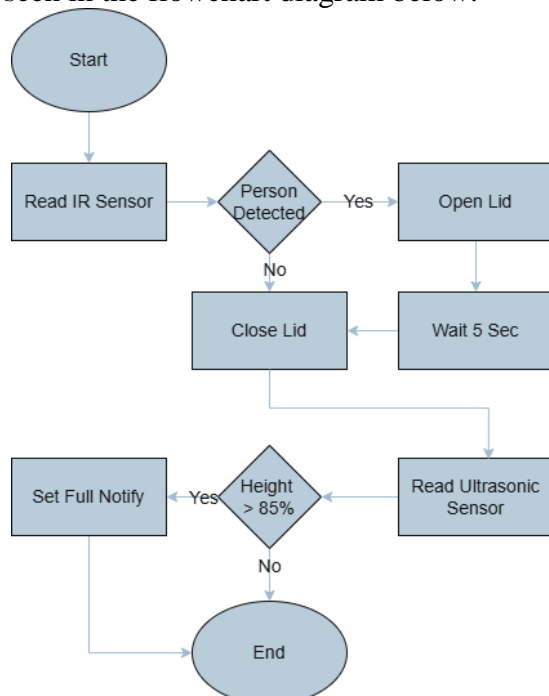 seen in the flowchart diagram below.
Start
Read IR Sensor
Person
Detected
Yes
Open Lid
No
Close Lid
Wait 5 Sec
Set Full Notify
Yes
Height
> 85%
Read Ultrasonic
Sensor
No
End